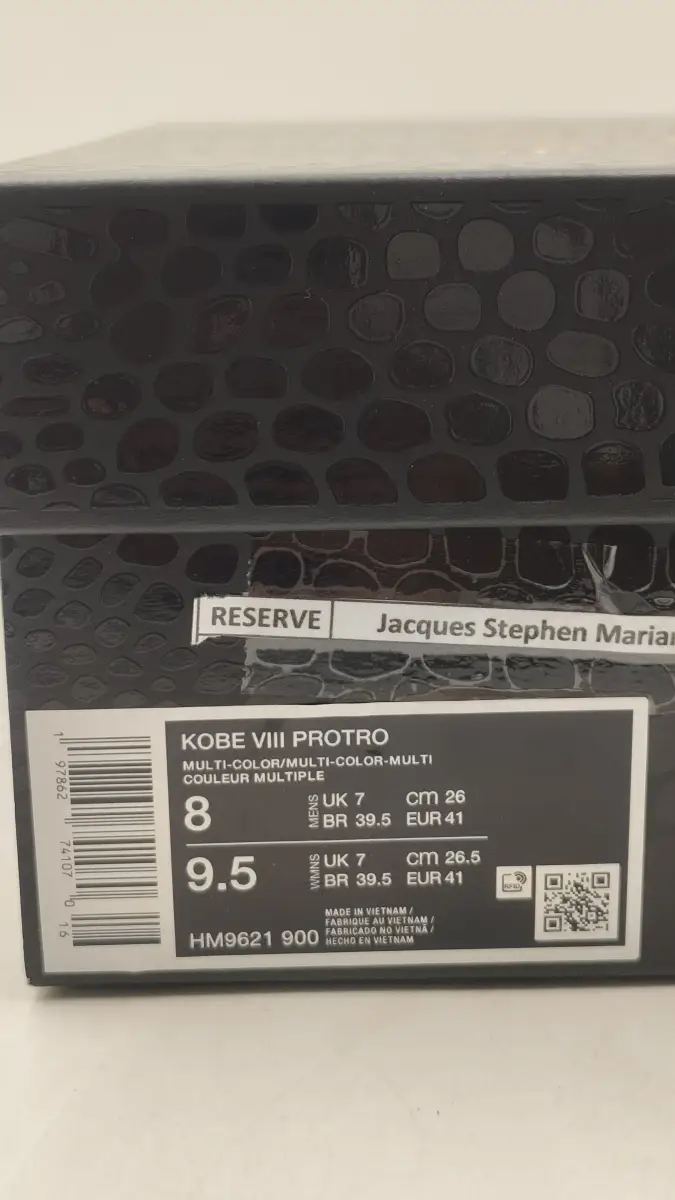 RESERVE Jacques Stephen
KOBE VIII PROTRO
MULTI-COLOR/MULTI-COLOR-MULTI
COULEUR MULTIPLE
8 MENS UK 7 cm 26
BR 39.5 EUR 41
9.5 WMNS UK 7 cm 26.5
BR 39.5 EUR 41
RFID
HM9621 900
MADE IN VIETNAM /
FABRIQUE AU VIETNAM /
FABRICADO NO VIETNÃ /
HECHO EN VIETNAM
1 97862 74107 0 16